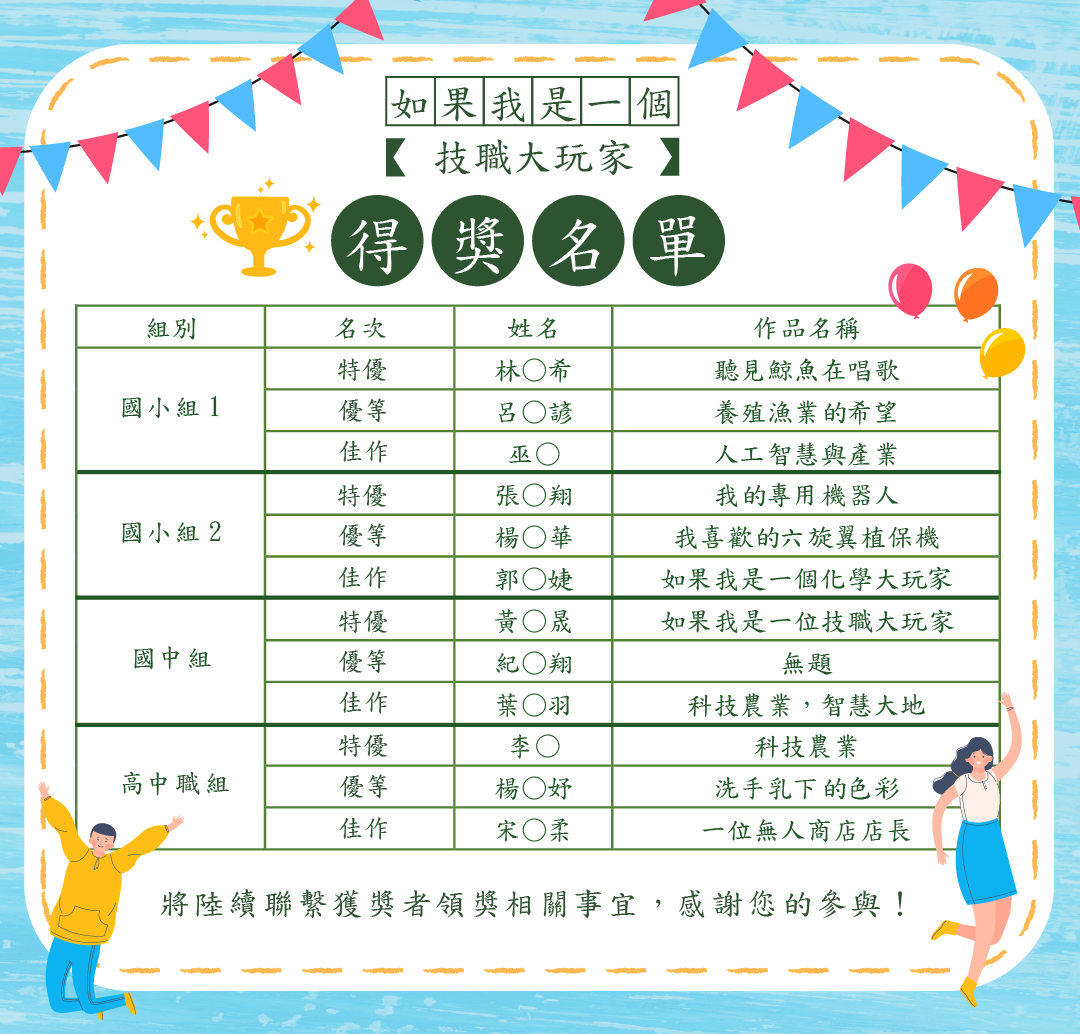 如果我是一個
技職大玩家
得獎名單
組別 名次 姓名 作品名稱
國小組1 特優 林○希 聽見鯨魚在唱歌
優等 呂○諺 養殖漁業的希望
佳作 巫○ 人工智慧與產業
國小組2 特優 張○翔 我的專用機器人
優等 楊○華 我喜歡的六旋翼植保機
佳作 郭○婕 如果我是一個化學大玩家
國中組 特優 黃○晟 如果我是一位技職大玩家
優等 紀○翔 無題
佳作 葉○羽 科技農業，智慧大地
高中職組 特優 李○ 科技農業
優等 楊○妤 洗手乳下的色彩
佳作 宋○柔 一位無人商店店長
將陸續聯繫獲獎者領獎相關事宜，感謝您的參與！